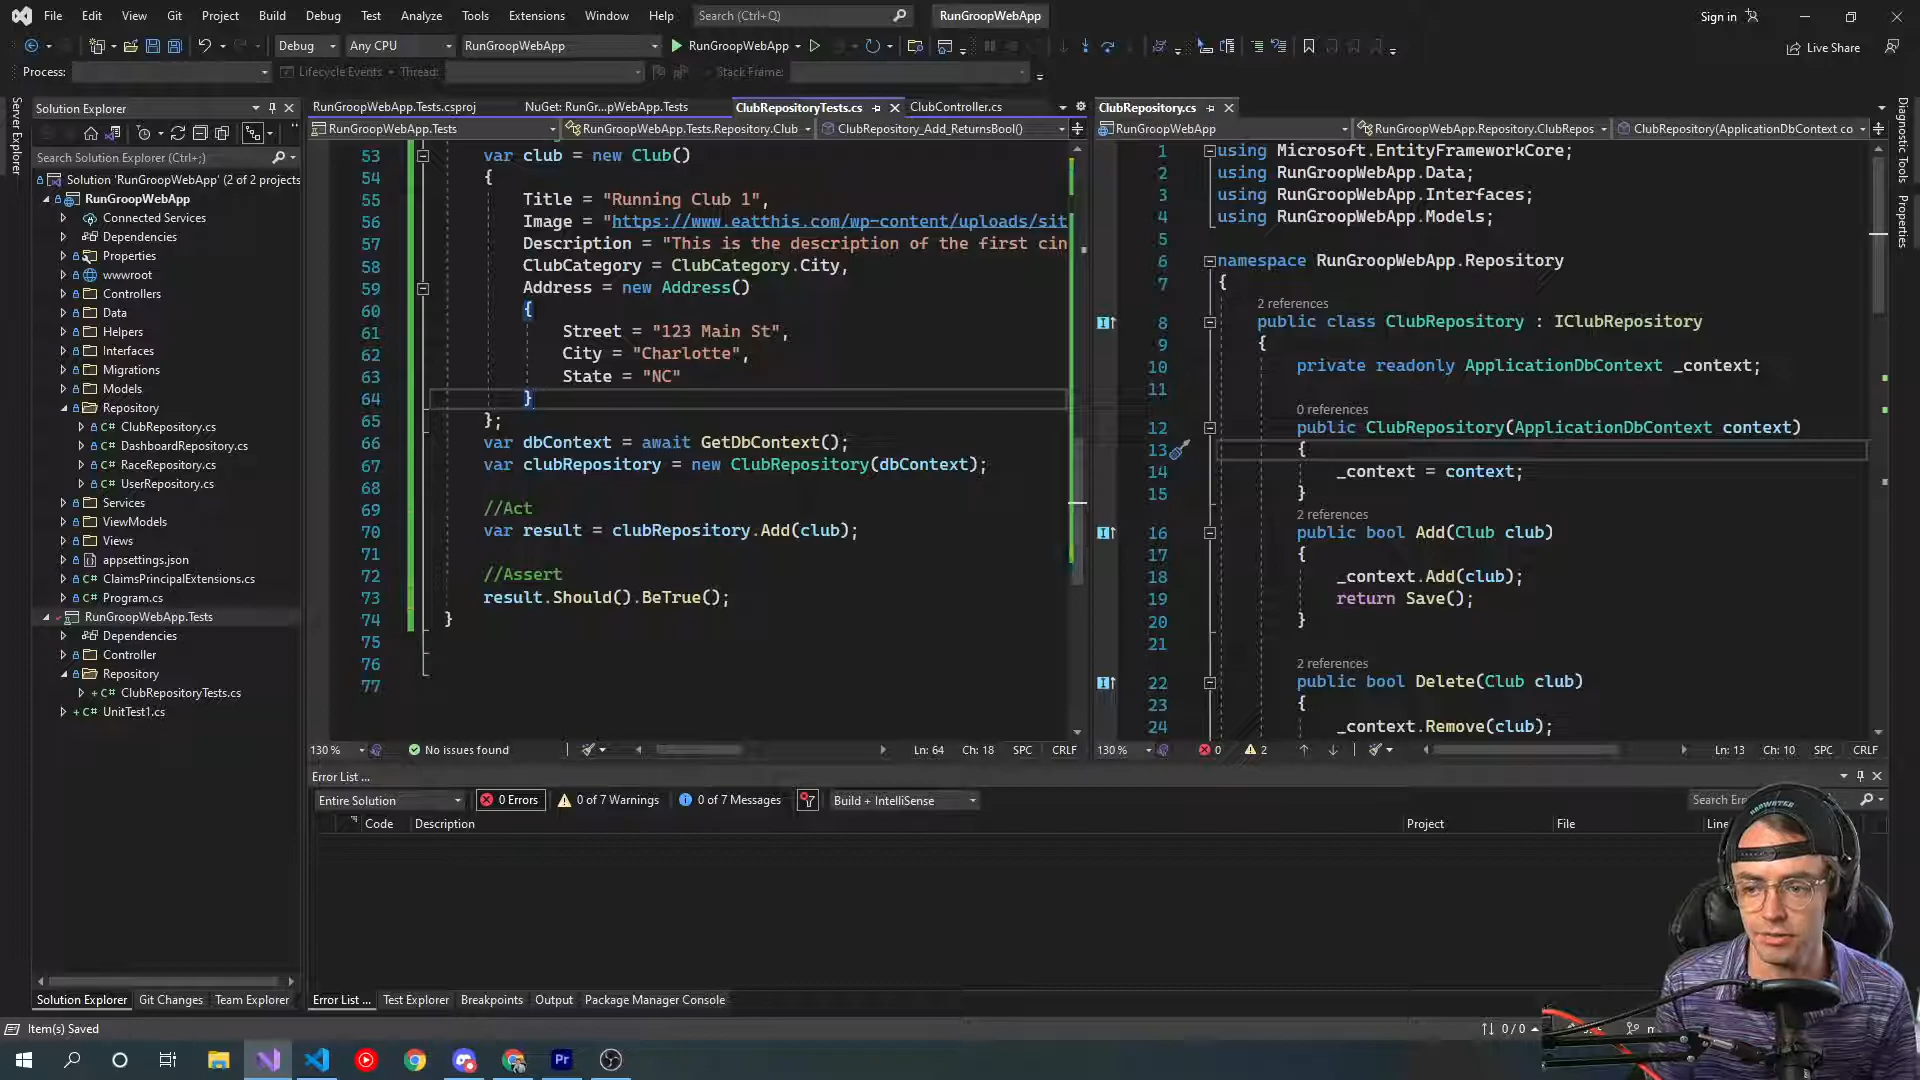 File Edit View Git Project Build Debug Test Analyze Tools Extensions Window Help Search (Ctrl+Q) RunGroopWebApp Sign in
Debug Any CPU RunGroopWebApp RunGroopWebApp Live Share
Process: Lifecycle Events Thread: Stack Frame:
Server Explorer
Solution Explorer
Search Solution Explorer (Ctrl+;)
Solution 'RunGroopWebApp' (2 of 2 projects
RunGroopWebApp
Connected Services
Dependencies
Properties
wwwroot
Controllers
Data
Helpers
Interfaces
Migrations
Models
Repository
C# ClubRepository.cs
C# DashboardRepository.cs
C# RaceRepository.cs
C# UserRepository.cs
Services
ViewModels
Views
appsettings.json
C# ClaimsPrincipalExtensions.cs
C# Program.cs
RunGroopWebApp.Tests
Dependencies
Controller
Repository
C# ClubRepositoryTests.cs
C# UnitTest1.cs
Solution Explorer Git Changes Team Explorer
RunGroopWebApp.Tests.csproj NuGet: RunGr...pWebApp.Tests ClubRepositoryTests.cs ClubController.cs
RunGroopWebApp.Tests RunGroopWebApp.Tests.Repository.Club ClubRepository_Add_ReturnsBool()
53 var club = new Club()
54 {
55 Title = "Running Club 1",
56 Image = "https://www.eatthis.com/wp-content/uploads/sit
57 Description = "This is the description of the first cin
58 ClubCategory = ClubCategory.City,
59 Address = new Address()
60 {
61 Street = "123 Main St",
62 City = "Charlotte",
63 State = "NC"
64 }
65 };
66 var dbContext = await GetDbContext();
67 var clubRepository = new ClubRepository(dbContext);
68
69 //Act
70 var result = clubRepository.Add(club);
71
72 //Assert
73 result.Should().BeTrue();
74 }
75
76
77
130 % No issues found Ln: 64 Ch: 18 SPC CRLF
ClubRepository.cs
RunGroopWebApp RunGroopWebApp.Repository.ClubRepos ClubRepository(ApplicationDbContext co
1 using Microsoft.EntityFrameworkCore;
2 using RunGroopWebApp.Data;
3 using RunGroopWebApp.Interfaces;
4 using RunGroopWebApp.Models;
5
6 namespace RunGroopWebApp.Repository
7 {
2 references
8 public class ClubRepository : IClubRepository
9 {
10 private readonly ApplicationDbContext _context;
11
0 references
12 public ClubRepository(ApplicationDbContext context)
13 {
14 _context = context;
15 }
2 references
16 public bool Add(Club club)
17 {
18 _context.Add(club);
19 return Save();
20 }
21
2 references
22 public bool Delete(Club club)
23 {
24 _context.Remove(club);
130 % 0 2 Ln: 13 Ch: 10 SPC CRLF
Diagnostic Tools
Properties
Error List ...
Entire Solution 0 Errors 0 of 7 Warnings 0 of 7 Messages Build + IntelliSense
Code Description Project File Line
Error List ... Test Explorer Breakpoints Output Package Manager Console
Item(s) Saved 0 / 0
Pr